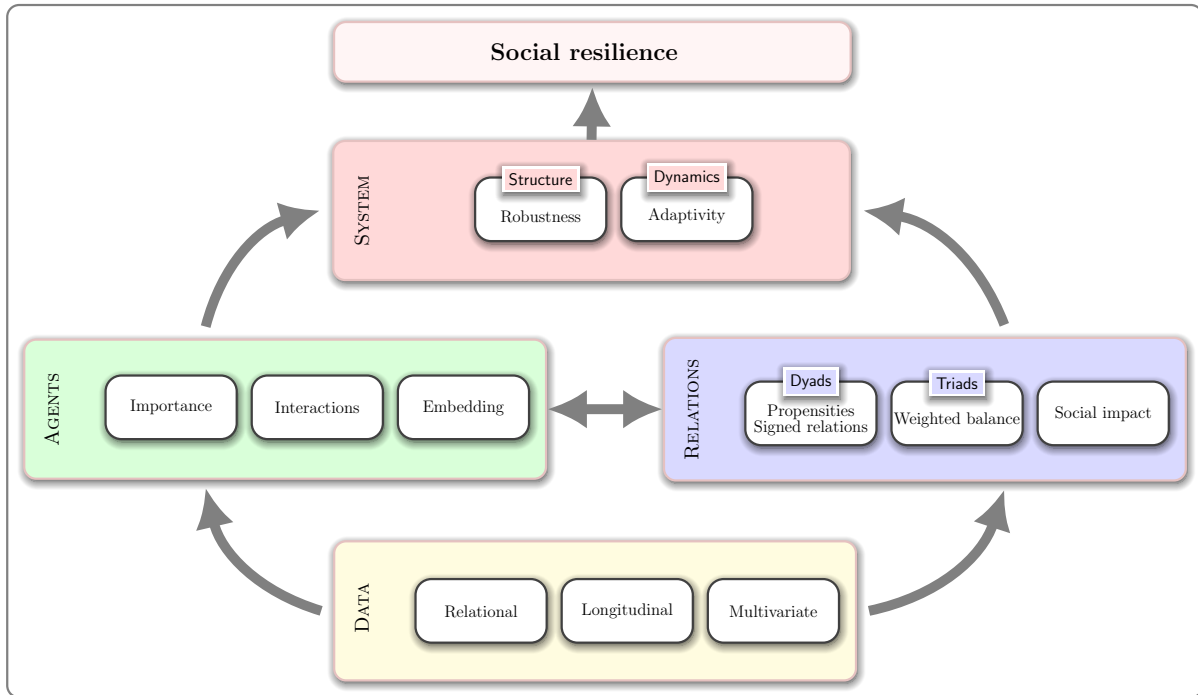 Social resilience
SYSTEM
Structure
Robustness
Dynamics
Adaptivity
AGENTS
Importance
Interactions
Embedding
RELATIONS
Dyads
Propensities
Signed relations
Triads
Weighted balance
Social impact
DATA
Relational
Longitudinal
Multivariate